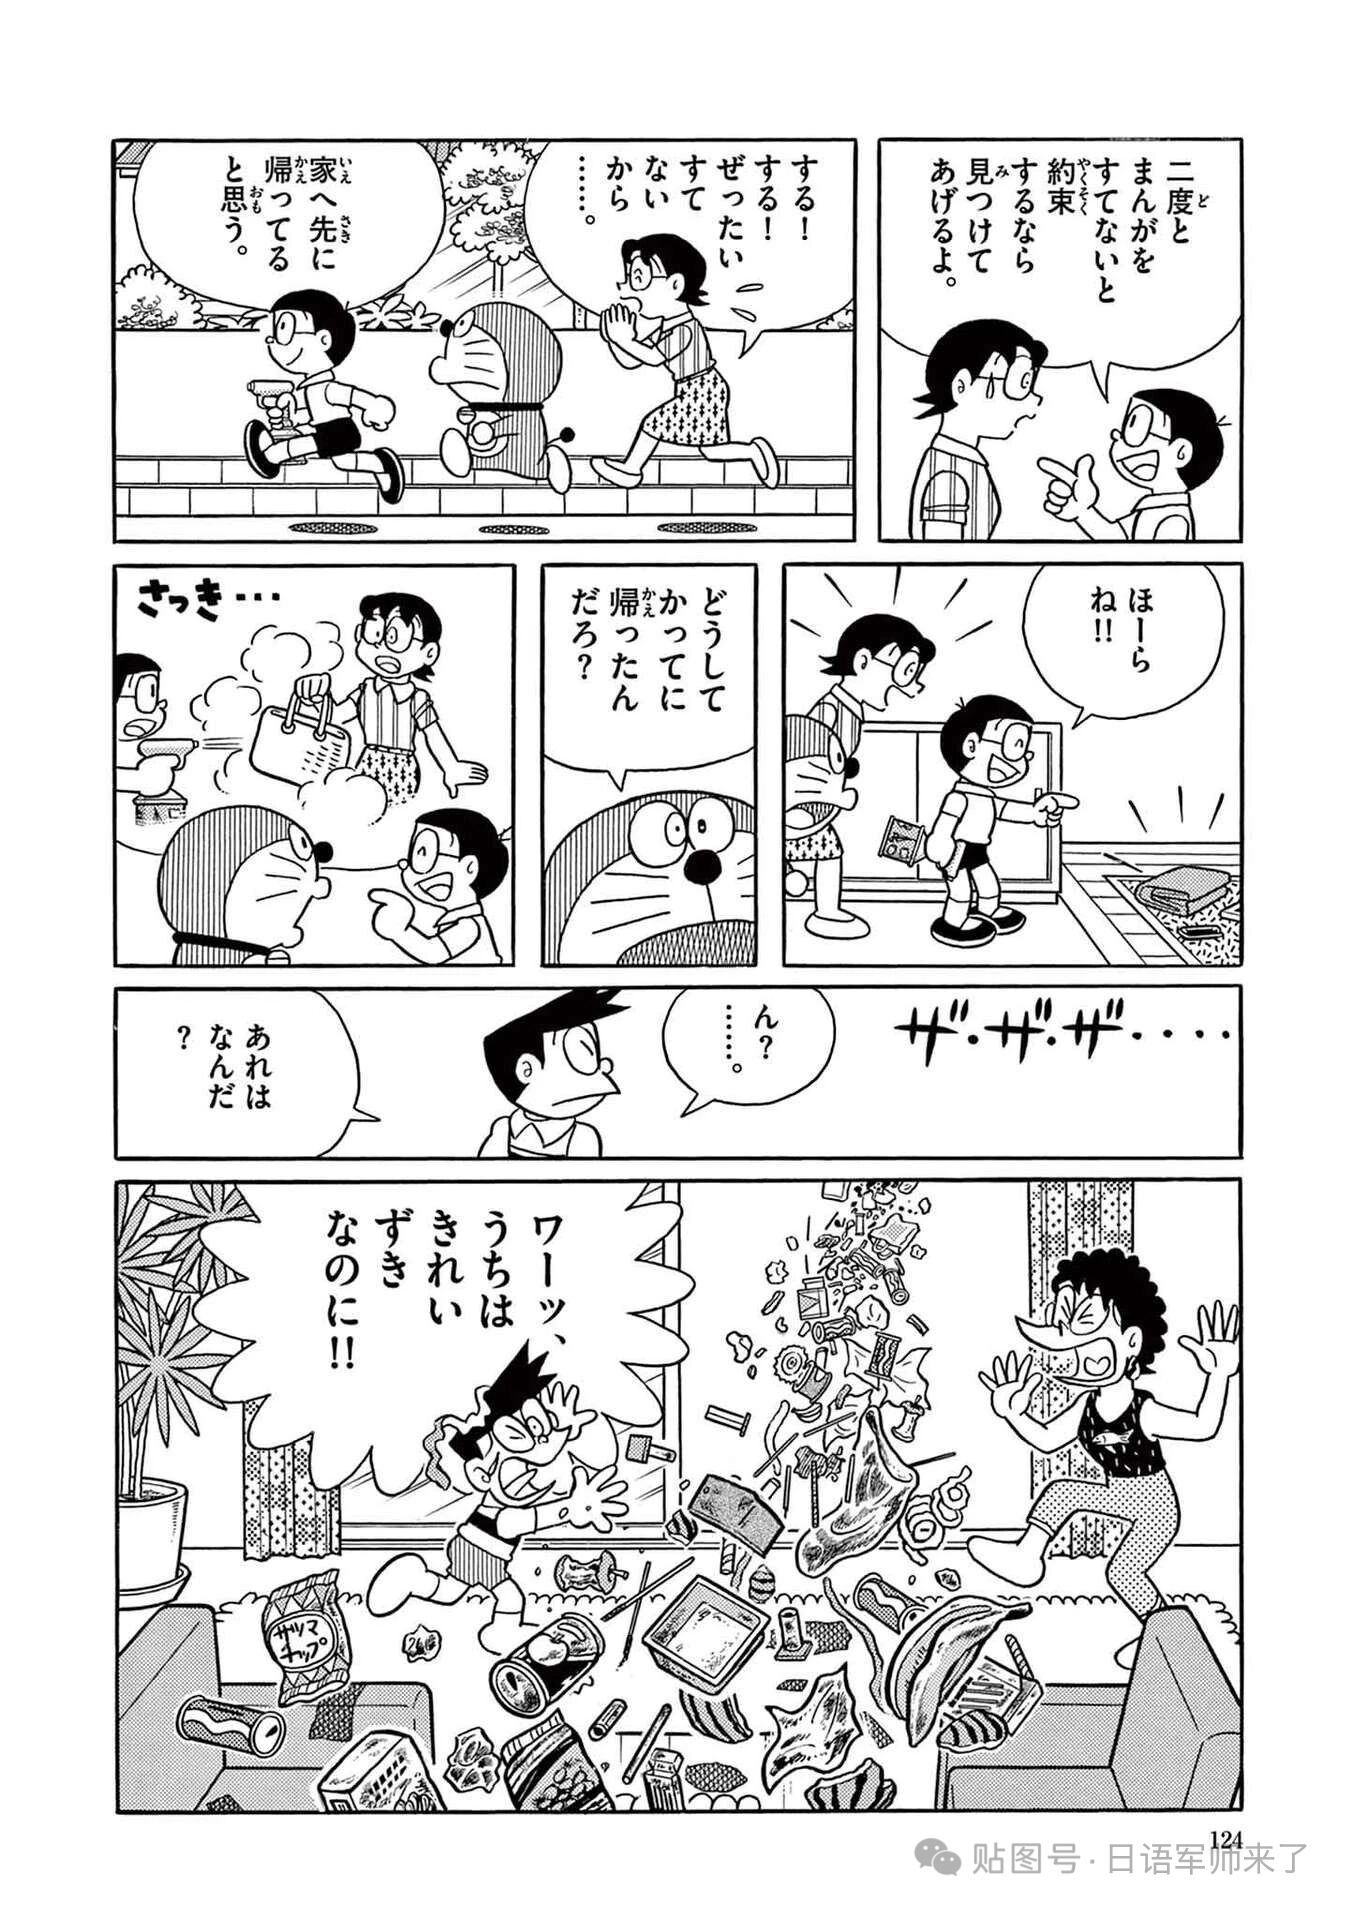 二度と
まんがを
すてないと
約束
するなら
見つけて
あげるよ。
する！
する！
ぜったい
すて
ない
から
……。
家へ先に
帰ってる
と思う。
ほーら
ね!!
どうして
かってに
帰ったん
だろ？
さっき…
ザ・ザ・ザ・・・・
ん？
……。
あれは
なんだ
？
ワーッ、
うちは
きれい
ずき
なのに!!
サツマ
チップ
124
贴图号·日语军师来了